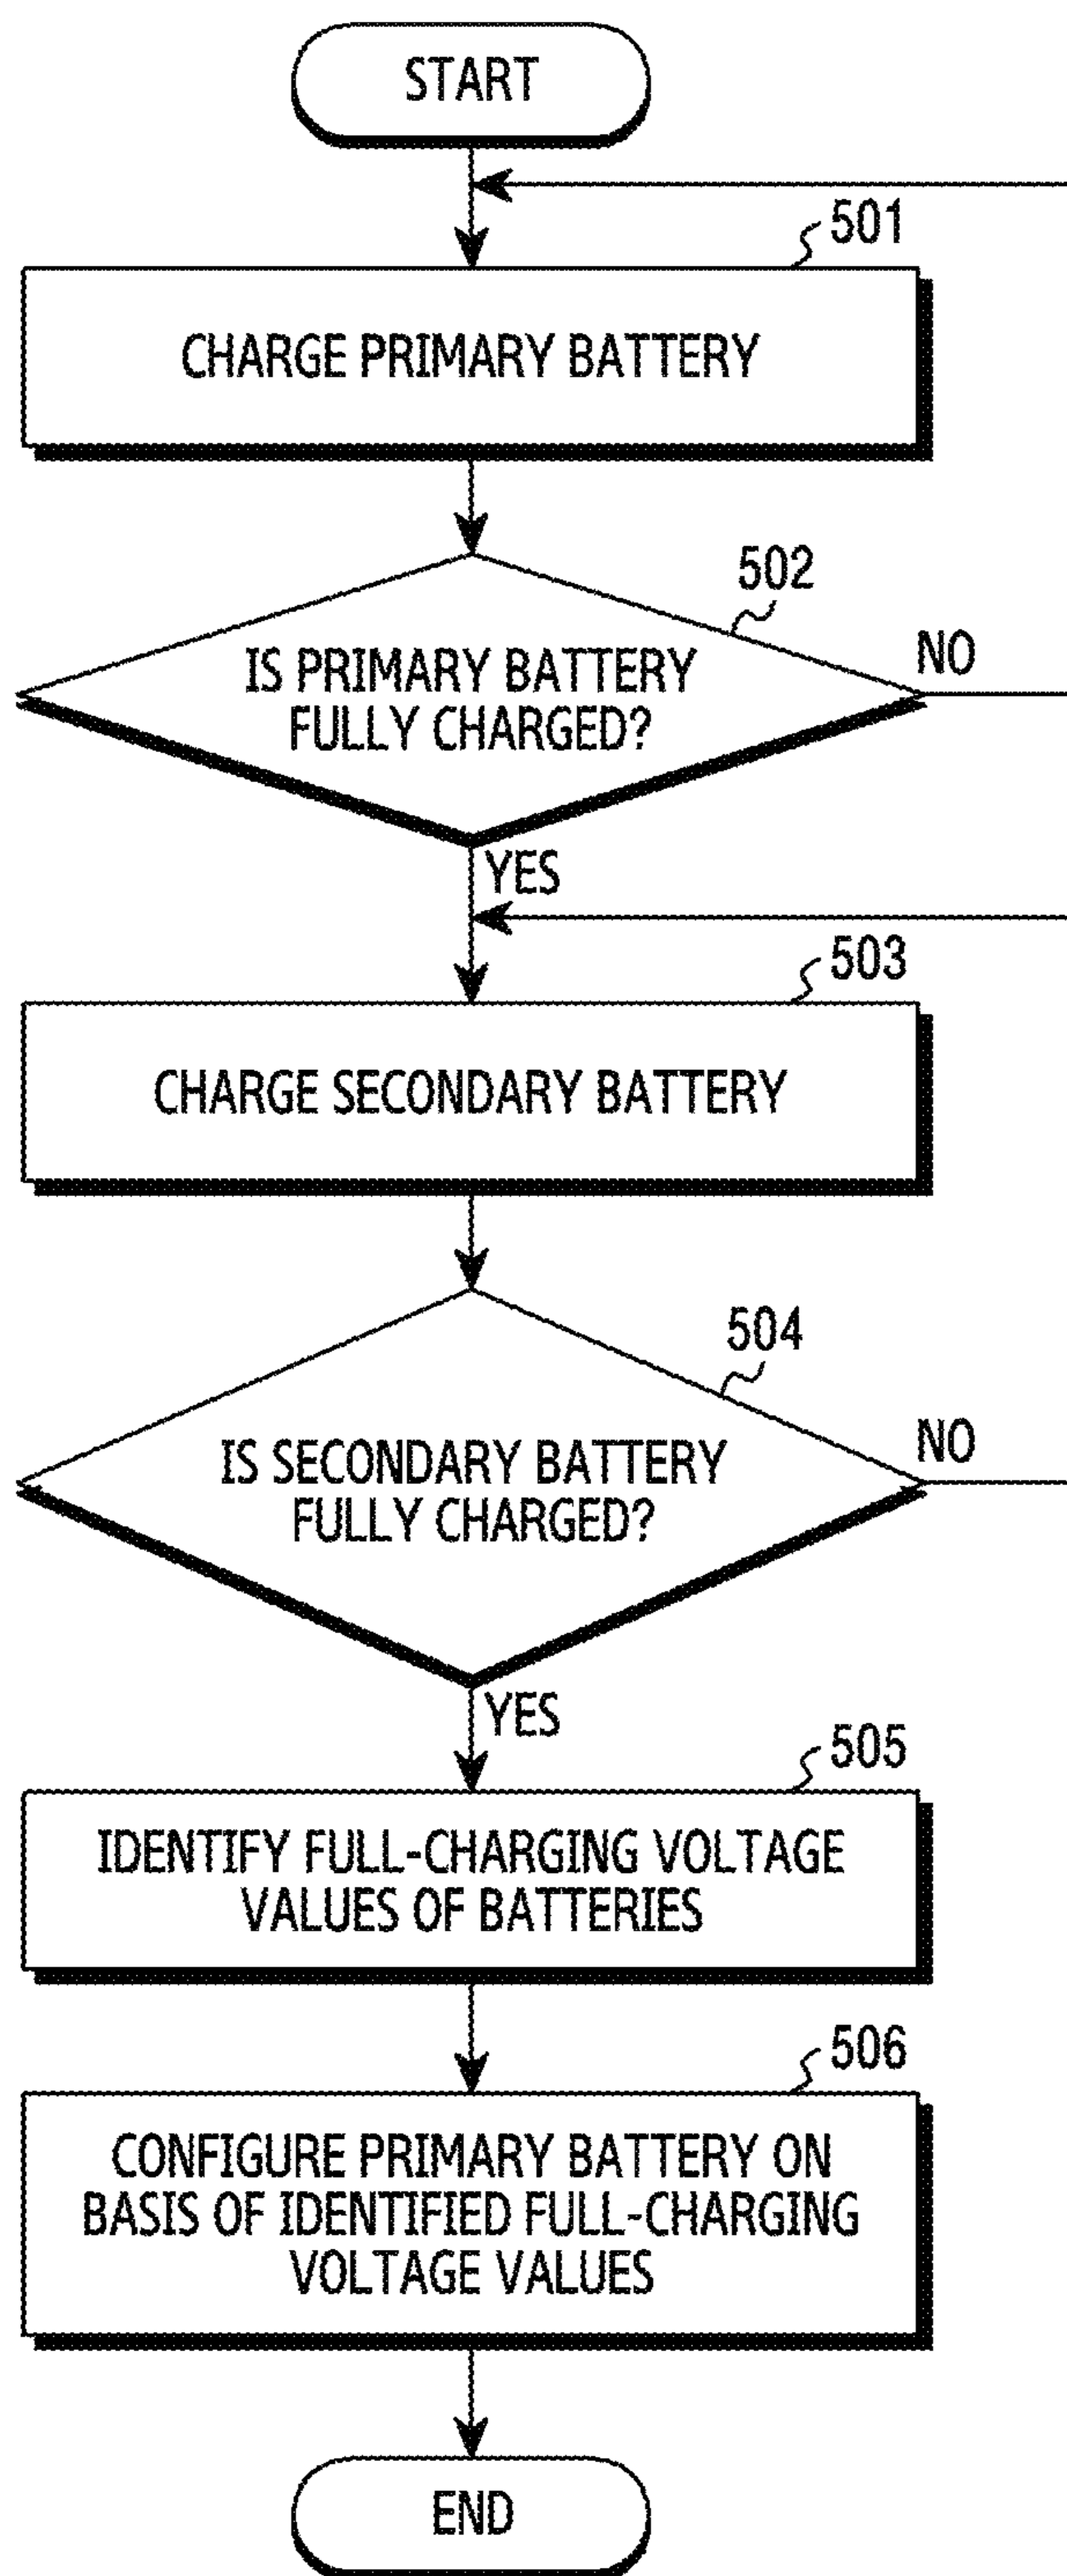 START
501
CHARGE PRIMARY BATTERY
502
IS PRIMARY BATTERY
FULLY CHARGED?
NO
YES
503
CHARGE SECONDARY BATTERY
504
IS SECONDARY BATTERY
FULLY CHARGED?
NO
YES
505
IDENTIFY FULL-CHARGING VOLTAGE
VALUES OF BATTERIES
506
CONFIGURE PRIMARY BATTERY ON
BASIS OF IDENTIFIED FULL-CHARGING
VOLTAGE VALUES
END